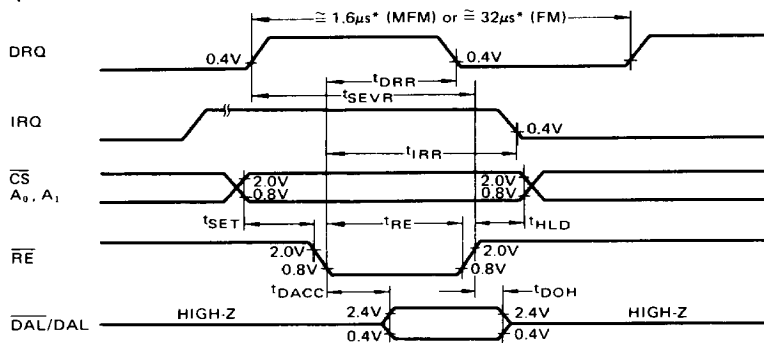 ≅ 1.6μs* (MFM) or ≅ 32μs* (FM)
DRQ
0.4V 0.4V 0.4V
tDRR
tSEVR
IRQ
0.4V
tIRR
CS
A0, A1
2.0V 2.0V
0.8V 0.8V
tSET tRE tHLD
RE
2.0V 2.0V
0.8V 0.8V
tDACC tDOH
DAL/DAL
HIGH-Z 2.4V 2.4V HIGH-Z
0.4V 0.4V